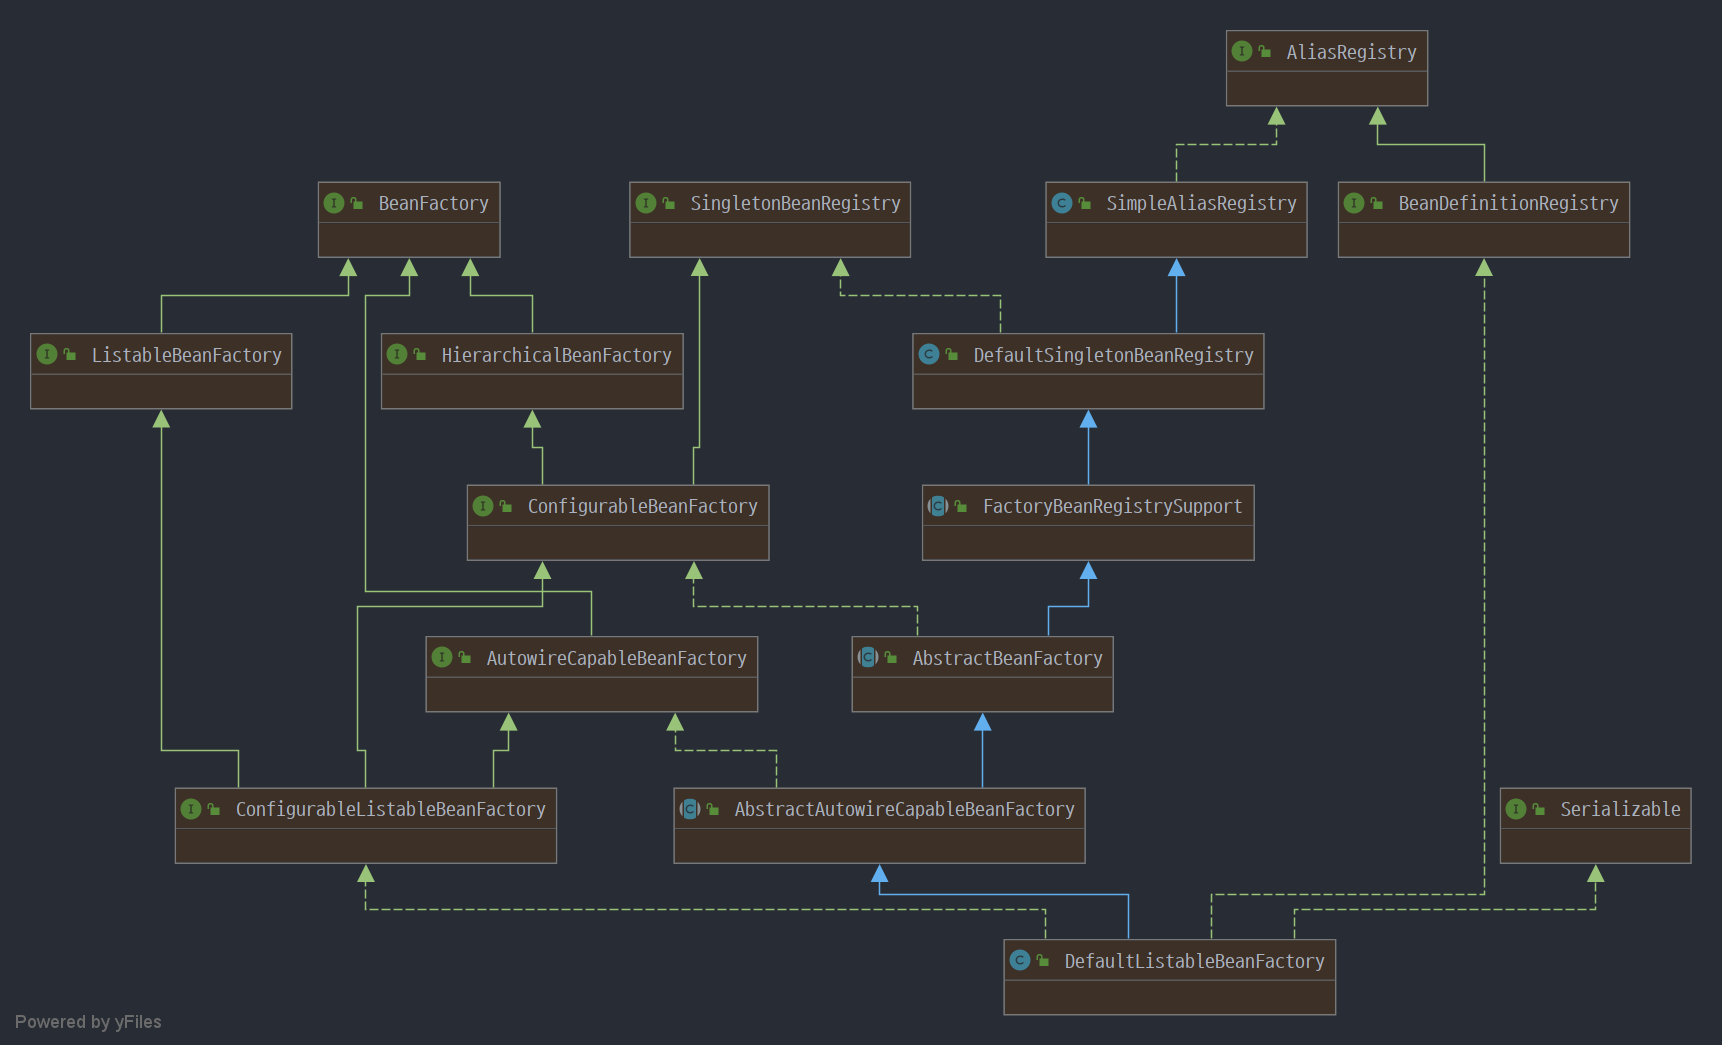 AliasRegistry
BeanFactory
SingletonBeanRegistry
SimpleAliasRegistry
BeanDefinitionRegistry
ListableBeanFactory
HierarchicalBeanFactory
DefaultSingletonBeanRegistry
ConfigurableBeanFactory
FactoryBeanRegistrySupport
AutowireCapableBeanFactory
AbstractBeanFactory
ConfigurableListableBeanFactory
AbstractAutowireCapableBeanFactory
Serializable
DefaultListableBeanFactory
Powered by yFiles